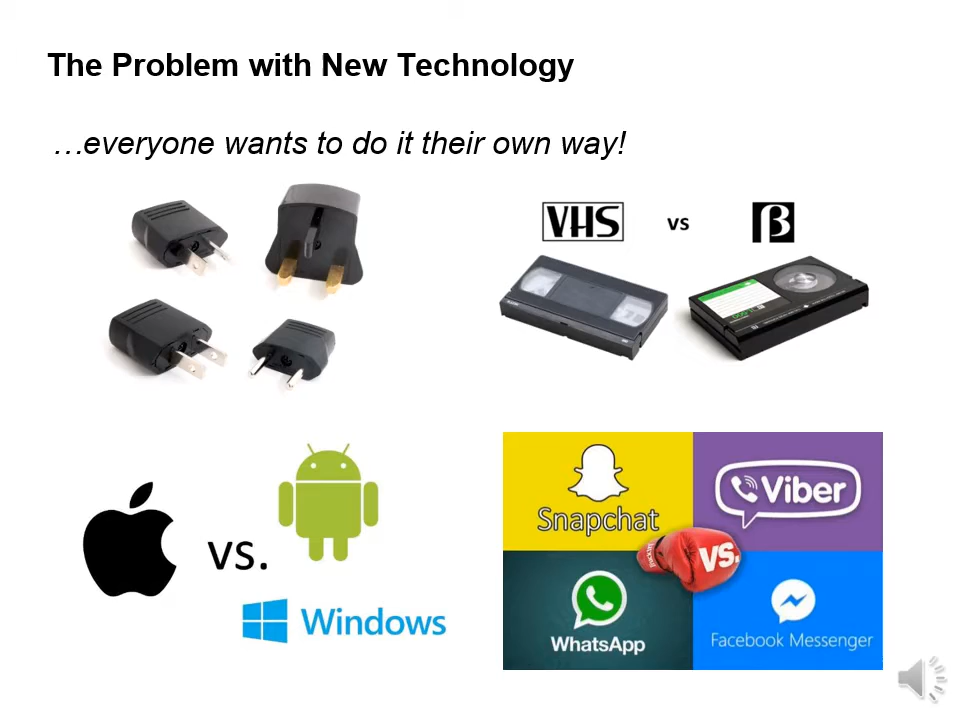 The Problem with New Technology
…everyone wants to do it their own way!
VHS vs β
vs.
Windows
Snapchat
Viber
vs.
WhatsApp
Facebook Messenger